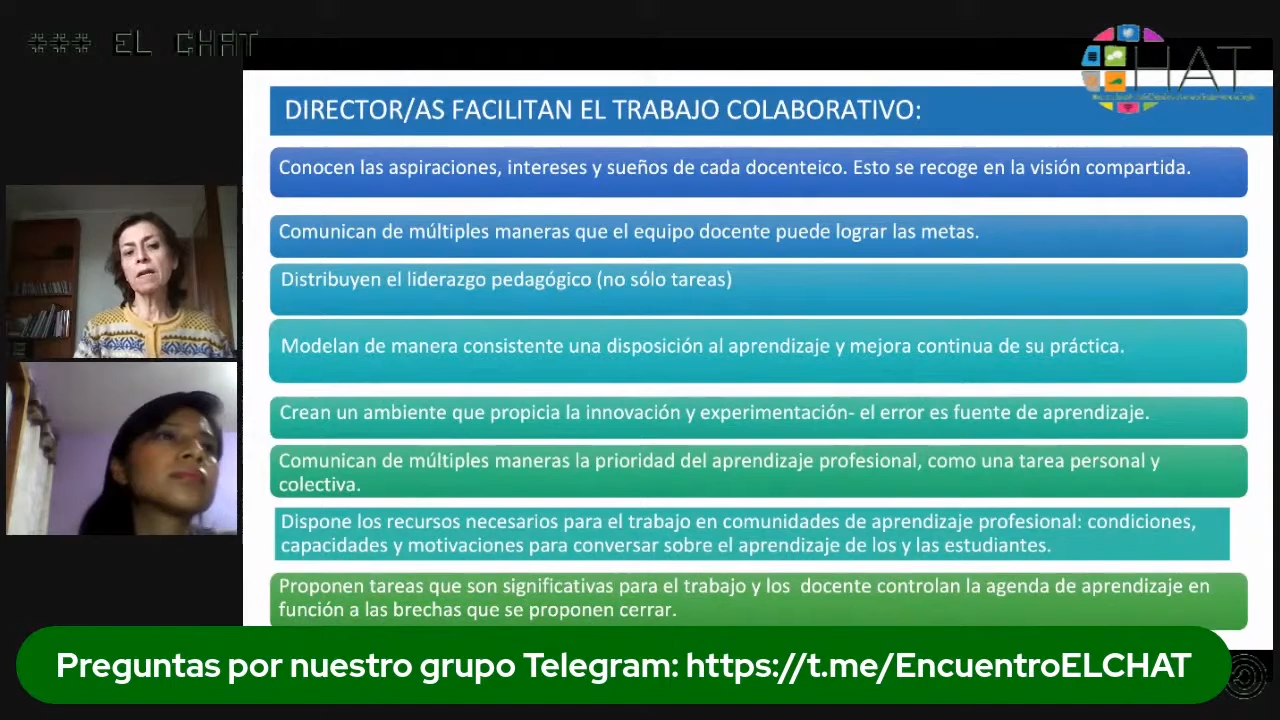 ### EL CHAT
HAT
DIRECTOR/AS FACILITAN EL TRABAJO COLABORATIVO:
Conocen las aspiraciones, intereses y sueños de cada docenteico. Esto se recoge en la visión compartida.
Comunican de múltiples maneras que el equipo docente puede lograr las metas.
Distribuyen el liderazgo pedagógico (no sólo tareas)
Modelan de manera consistente una disposición al aprendizaje y mejora continua de su práctica.
Crean un ambiente que propicia la innovación y experimentación- el error es fuente de aprendizaje.
Comunican de múltiples maneras la prioridad del aprendizaje profesional, como una tarea personal y
colectiva.
Dispone los recursos necesarios para el trabajo en comunidades de aprendizaje profesional: condiciones,
capacidades y motivaciones para conversar sobre el aprendizaje de los y las estudiantes.
Proponen tareas que son significativas para el trabajo y los  docente controlan la agenda de aprendizaje en
función a las brechas que se proponen cerrar.
Preguntas por nuestro grupo Telegram: https://t.me/EncuentroELCHAT